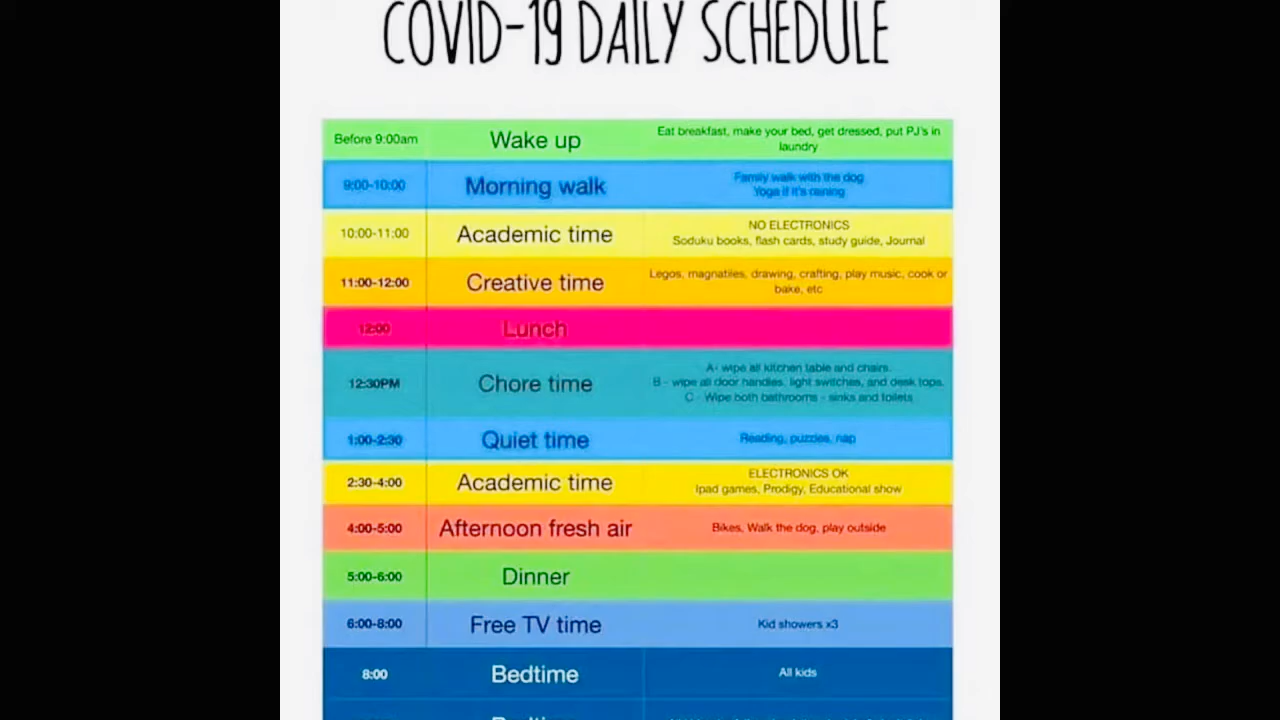 COVID-19 DAILY SCHEDULE
Before 9:00am Wake up Eat breakfast, make your bed, get dressed, put PJ's in
laundry
9:00-10:00 Morning walk Family walk with the dog
Yoga if it's raining
10:00-11:00 Academic time NO ELECTRONICS
Soduku books, flash cards, study guide, Journal
11:00-12:00 Creative time Legos, magnatiles, drawing, crafting, play music, cook or
bake, etc
12:00 Lunch
12:30PM Chore time A- wipe all kitchen table and chairs.
B - wipe all door handles, light switches, and desk tops.
C - Wipe both bathrooms - sinks and toilets
1:00-2:30 Quiet time Reading, puzzles, nap
2:30-4:00 Academic time ELECTRONICS OK
Ipad games, Prodigy, Educational show
4:00-5:00 Afternoon fresh air Bikes, Walk the dog, play outside
5:00-6:00 Dinner
6:00-8:00 Free TV time Kid showers x3
8:00 Bedtime All kids